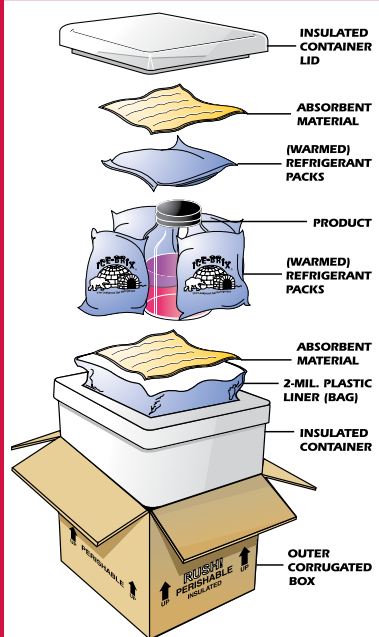 INSULATED
CONTAINER
LID
ABSORBENT
MATERIAL
(WARMED)
REFRIGERANT
PACKS
PRODUCT
ICE-BRIX
ICE-BRIX
(WARMED)
REFRIGERANT
PACKS
ABSORBENT
MATERIAL
2-MIL. PLASTIC
LINER (BAG)
INSULATED
CONTAINER
OUTER
CORRUGATED
BOX
UP
PERISHABLE
UP
RUSH!
PERISHABLE
INSULATED
UP
UP